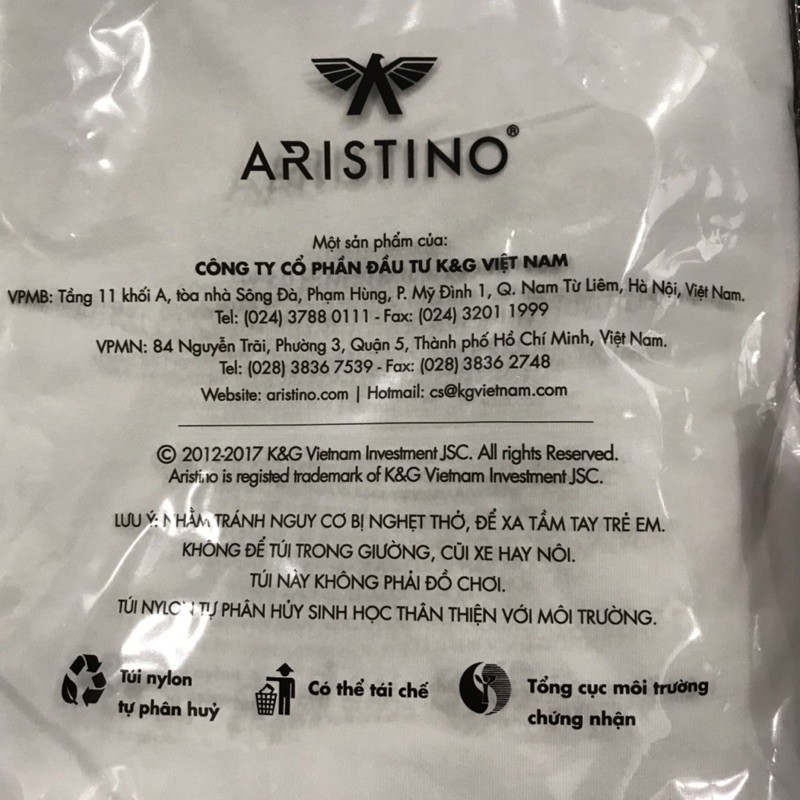 ARISTINO®
Một sản phẩm của:
CÔNG TY CỔ PHẦN ĐẦU TƯ K&G VIỆT NAM
VPMB: Tầng 11 khối A, tòa nhà Sông Đà, Phạm Hùng, P. Mỹ Đình 1, Q. Nam Từ Liêm, Hà Nội, Việt Nam.
Tel: (024) 3788 0111 - Fax: (024) 3201 1999
VPMN: 84 Nguyễn Trãi, Phường 3, Quận 5, Thành phố Hồ Chí Minh, Việt Nam.
Tel: (028) 3836 7539 - Fax: (028) 3836 2748
Website: aristino.com | Hotmail: cs@kgvietnam.com
© 2012-2017 K&G Vietnam Investment JSC. All rights Reserved.
Aristino is registed trademark of K&G Vietnam Investment JSC.
LƯU Ý: NHẰM TRÁNH NGUY CƠ BỊ NGHẸT THỞ, ĐỂ XA TẦM TAY TRẺ EM.
KHÔNG ĐỂ TÚI TRONG GIƯỜNG, CŨI XE HAY NÔI.
TÚI NÀY KHÔNG PHẢI ĐỒ CHƠI.
TÚI NYLON TỰ PHÂN HỦY SINH HỌC THÂN THIỆN VỚI MÔI TRƯỜNG.
Túi nylon
tự phân huỷ
Có thể tái chế
Tổng cục môi trường
chứng nhận